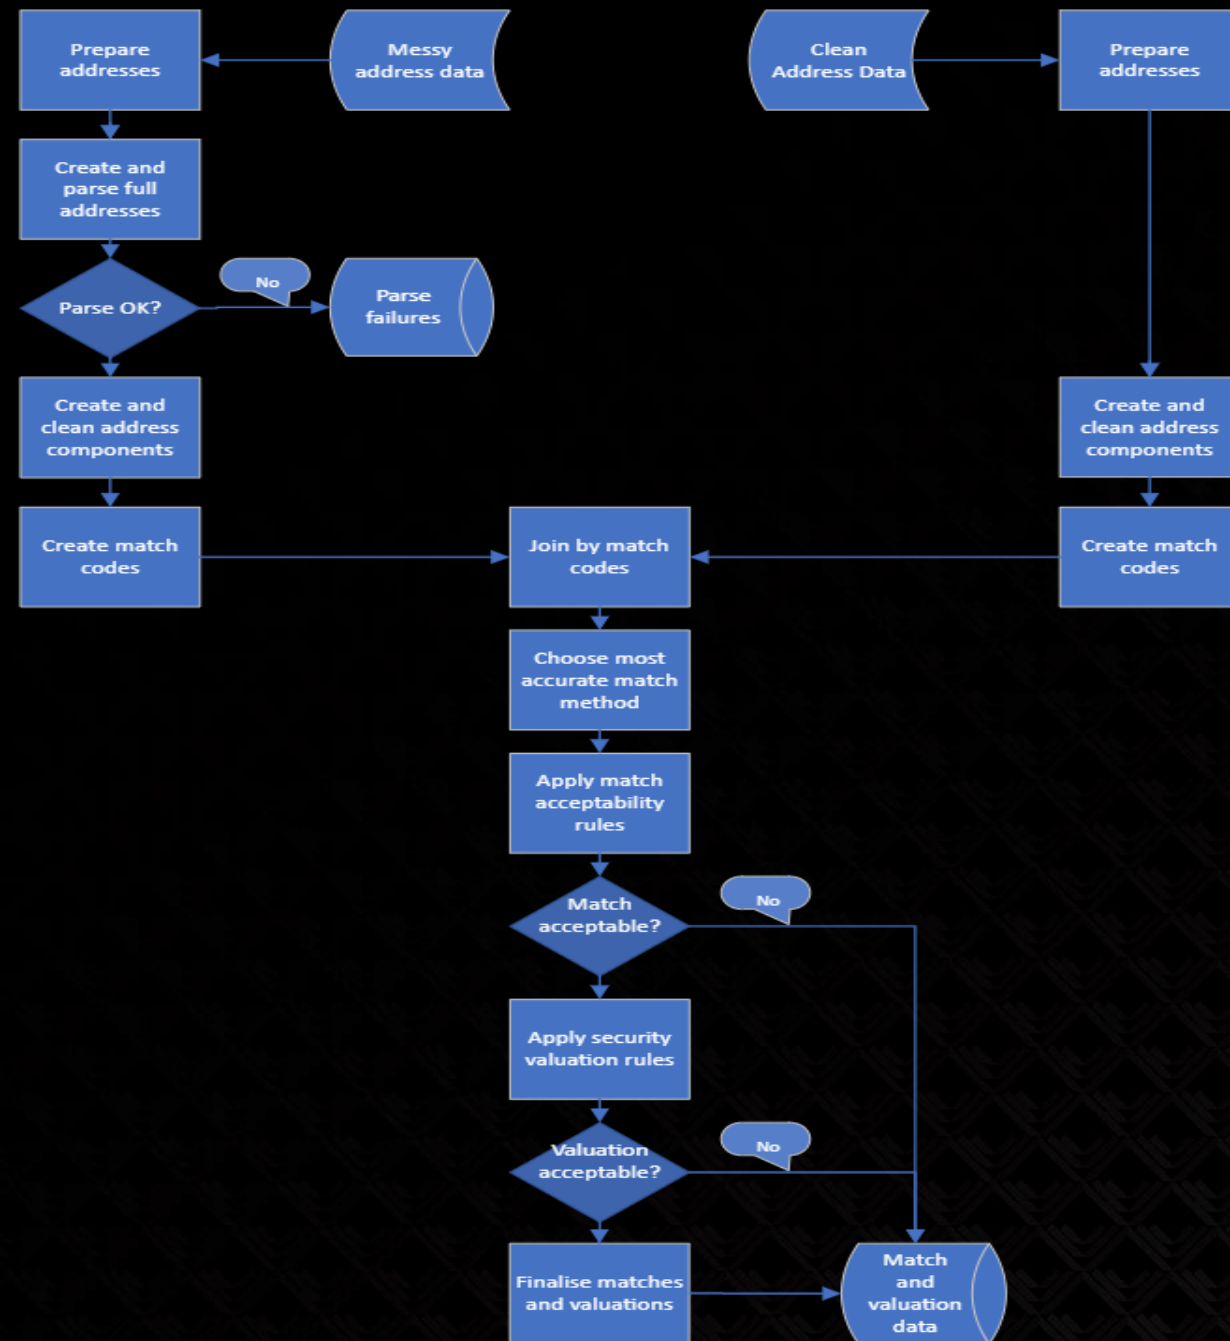 Prepare
addresses
Messy
address data
Clean
Address Data
Prepare
addresses
Create and
parse full
addresses
No
Parse OK?
Parse
failures
Create and
clean address
components
Create and
clean address
components
Create match
codes
Join by match
codes
Create match
codes
Choose most
accurate match
method
Apply match
acceptability
rules
Match
acceptable?
No
Apply security
valuation rules
Valuation
acceptable?
No
Finalise matches
and valuations
Match
and
valuation
data